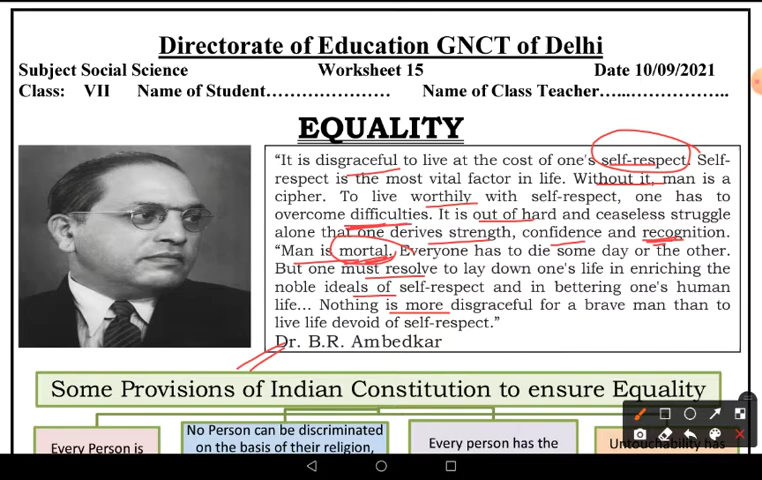 Directorate of Education GNCT of Delhi
Subject Social Science Worksheet 15 Date 10/09/2021
Class: VII Name of Student………………… Name of Class Teacher…...……………..
EQUALITY
“It is disgraceful to live at the cost of one's self-respect. Self-
respect is the most vital factor in life. Without it, man is a
cipher. To live worthily with self-respect, one has to
overcome difficulties. It is out of hard and ceaseless struggle
alone that one derives strength, confidence and recognition.
“Man is mortal. Everyone has to die some day or the other.
But one must resolve to lay down one's life in enriching the
noble ideals of self-respect and in bettering one's human
life... Nothing is more disgraceful for a brave man than to
live life devoid of self-respect.”
Dr. B.R. Ambedkar
Some Provisions of Indian Constitution to ensure Equality
Every Person is
No Person can be discriminated
on the basis of their religion,
Every person has the
Untouchability has